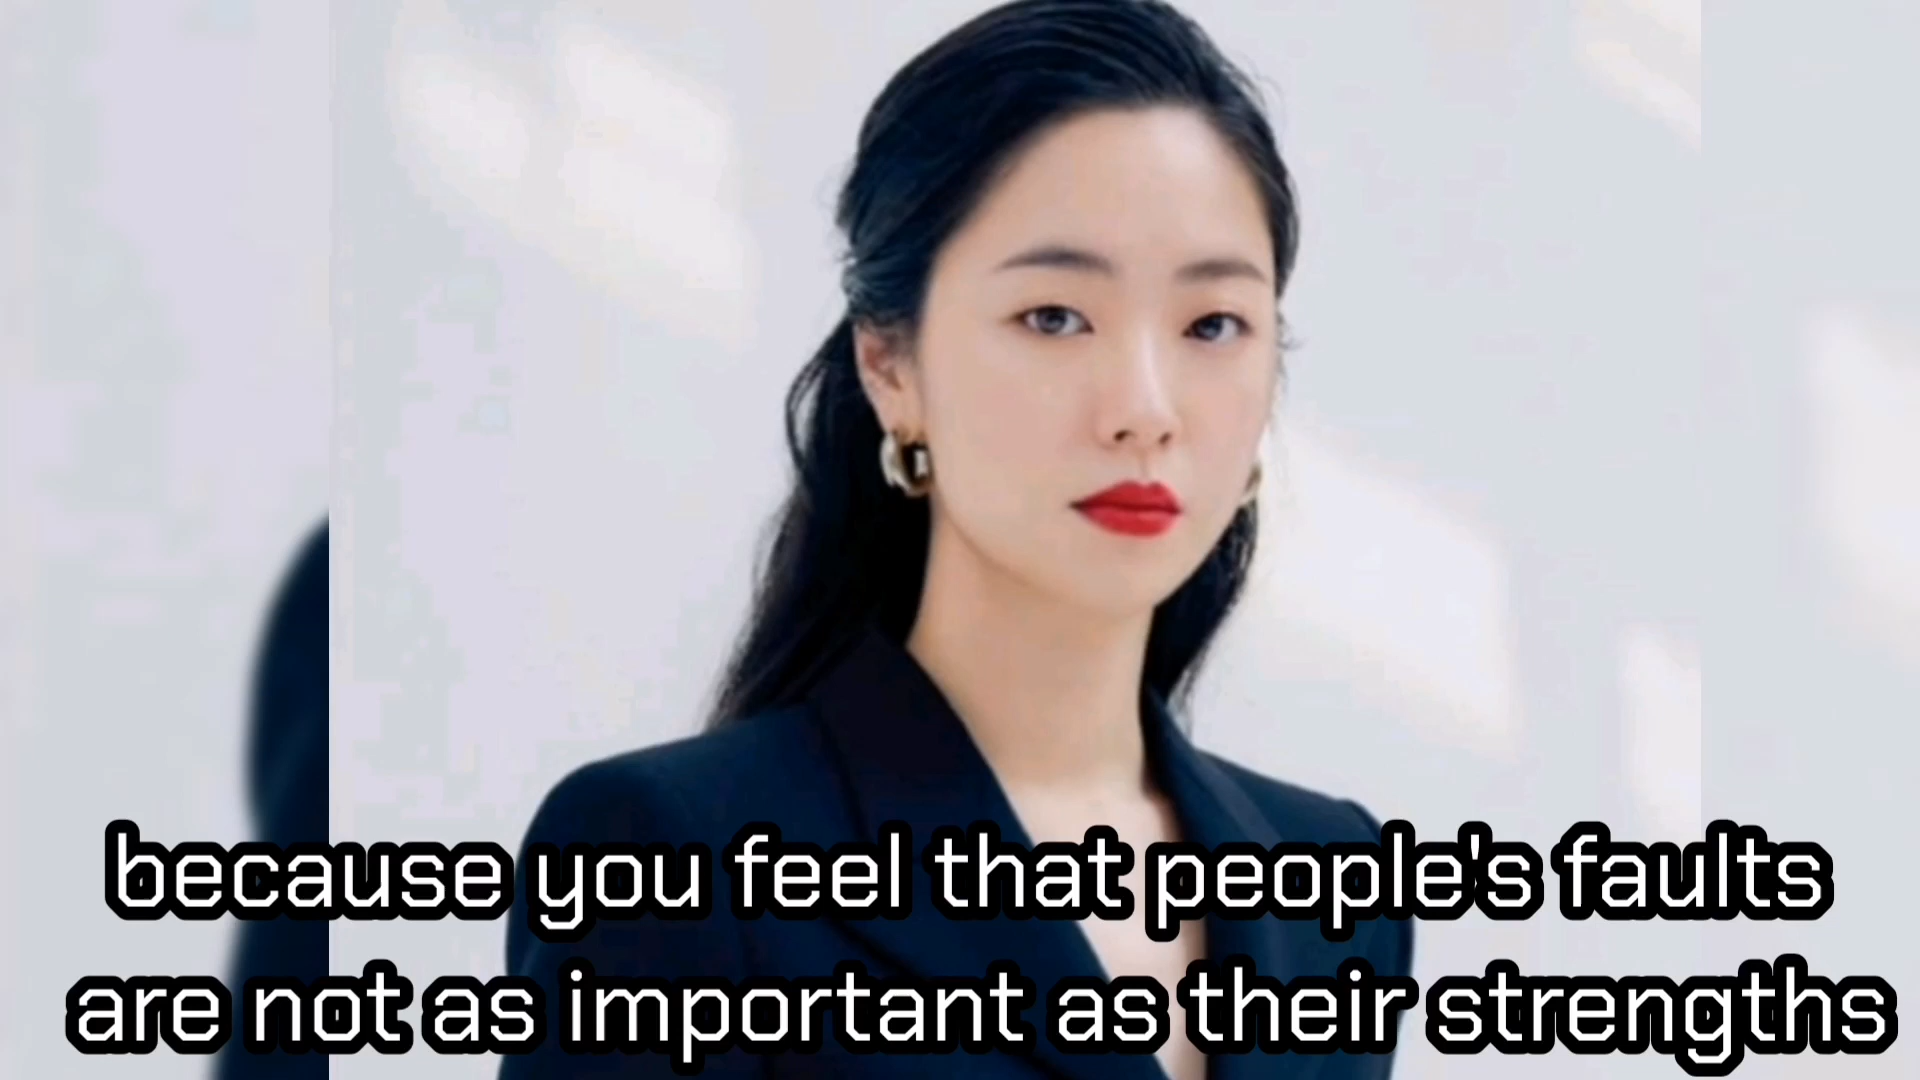 because you feel that people's faults
are not as important as their strengths